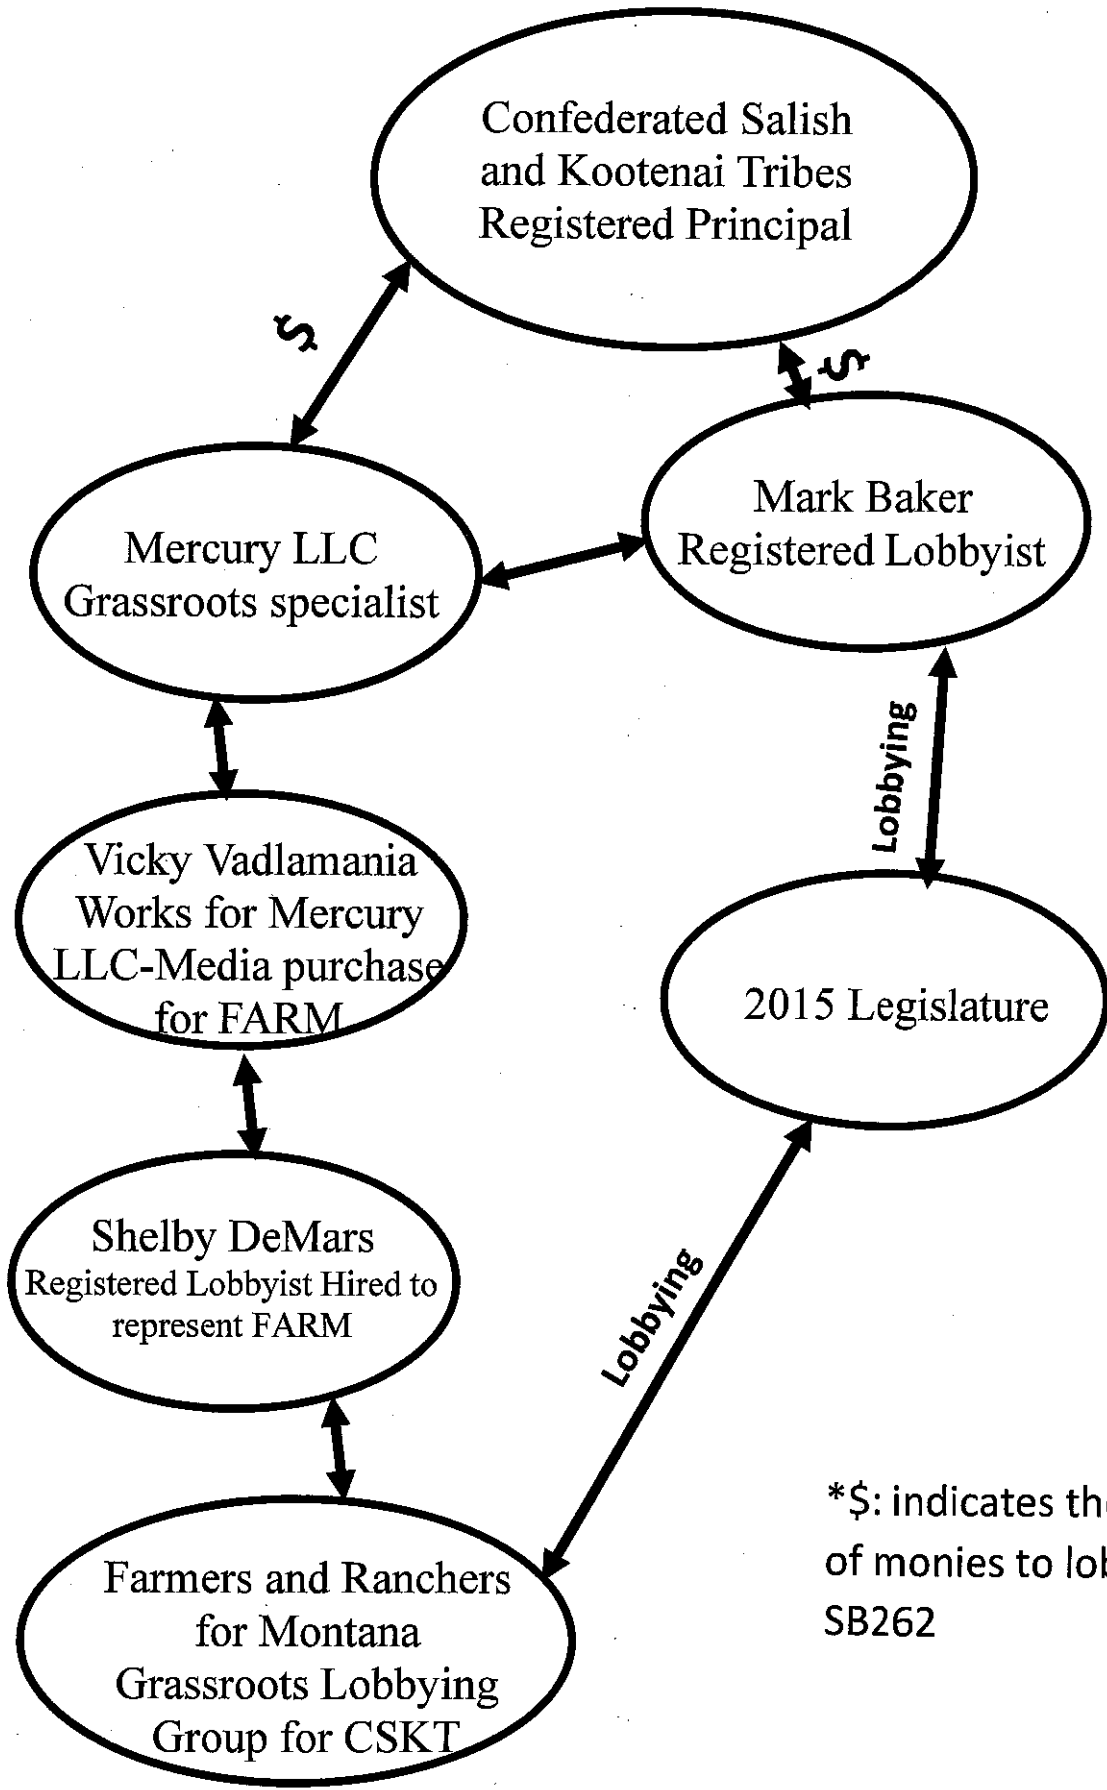 Confederated Salish
and Kootenai Tribes
Registered Principal
$
$
Mark Baker
Registered Lobbyist
Mercury LLC
Grassroots specialist
Lobbying
Vicky Vadlamania
Works for Mercury
LLC-Media purchase
for FARM
2015 Legislature
Shelby DeMars
Registered Lobbyist Hired to
represent FARM
Lobbying
Farmers and Ranchers
for Montana
Grassroots Lobbying
Group for CSKT
*$: indicates
of monies to
SB262